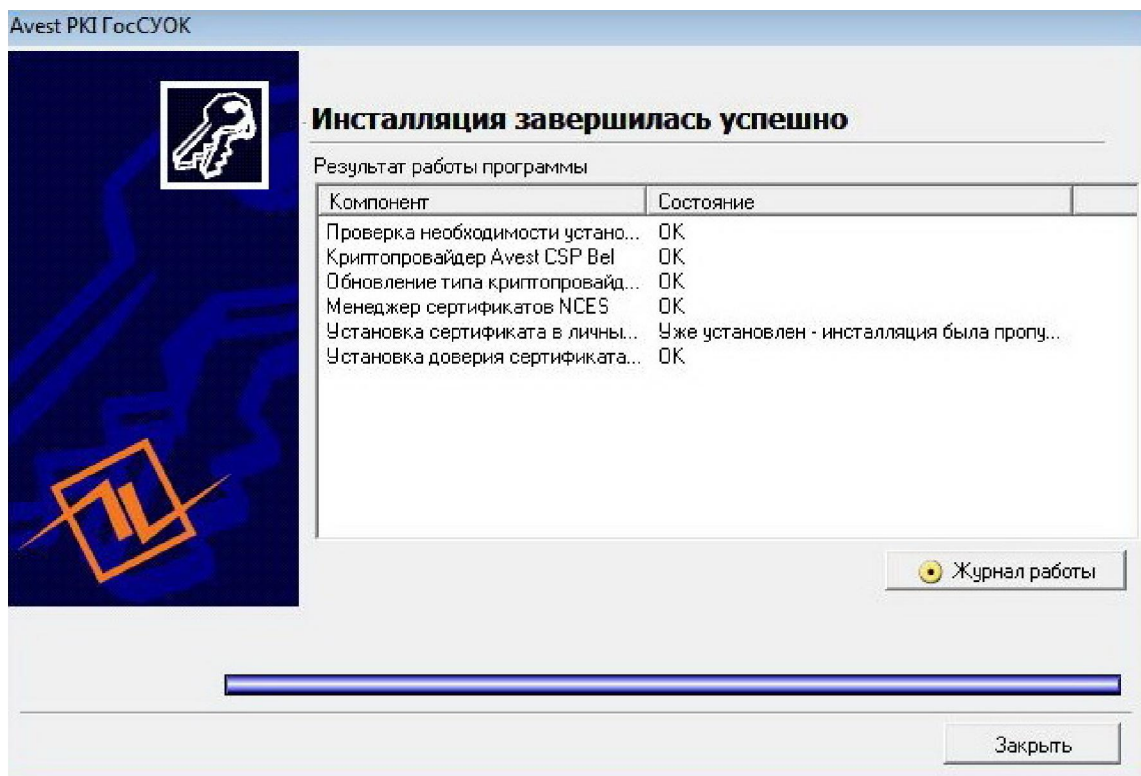 Avest PKI ГосСУОК
Инсталляция завершилась успешно
Результат работы программы
Компонент Состояние
Проверка необходимости устано... OK
Криптопровайдер Avest CSP Bel OK
Обновление типа криптопровайд... OK
Менеджер сертификатов NCES OK
Установка сертификата в личны... Уже установлен - инсталляция была пропу...
Установка доверия сертификата... OK
Журнал работы
Закрыть